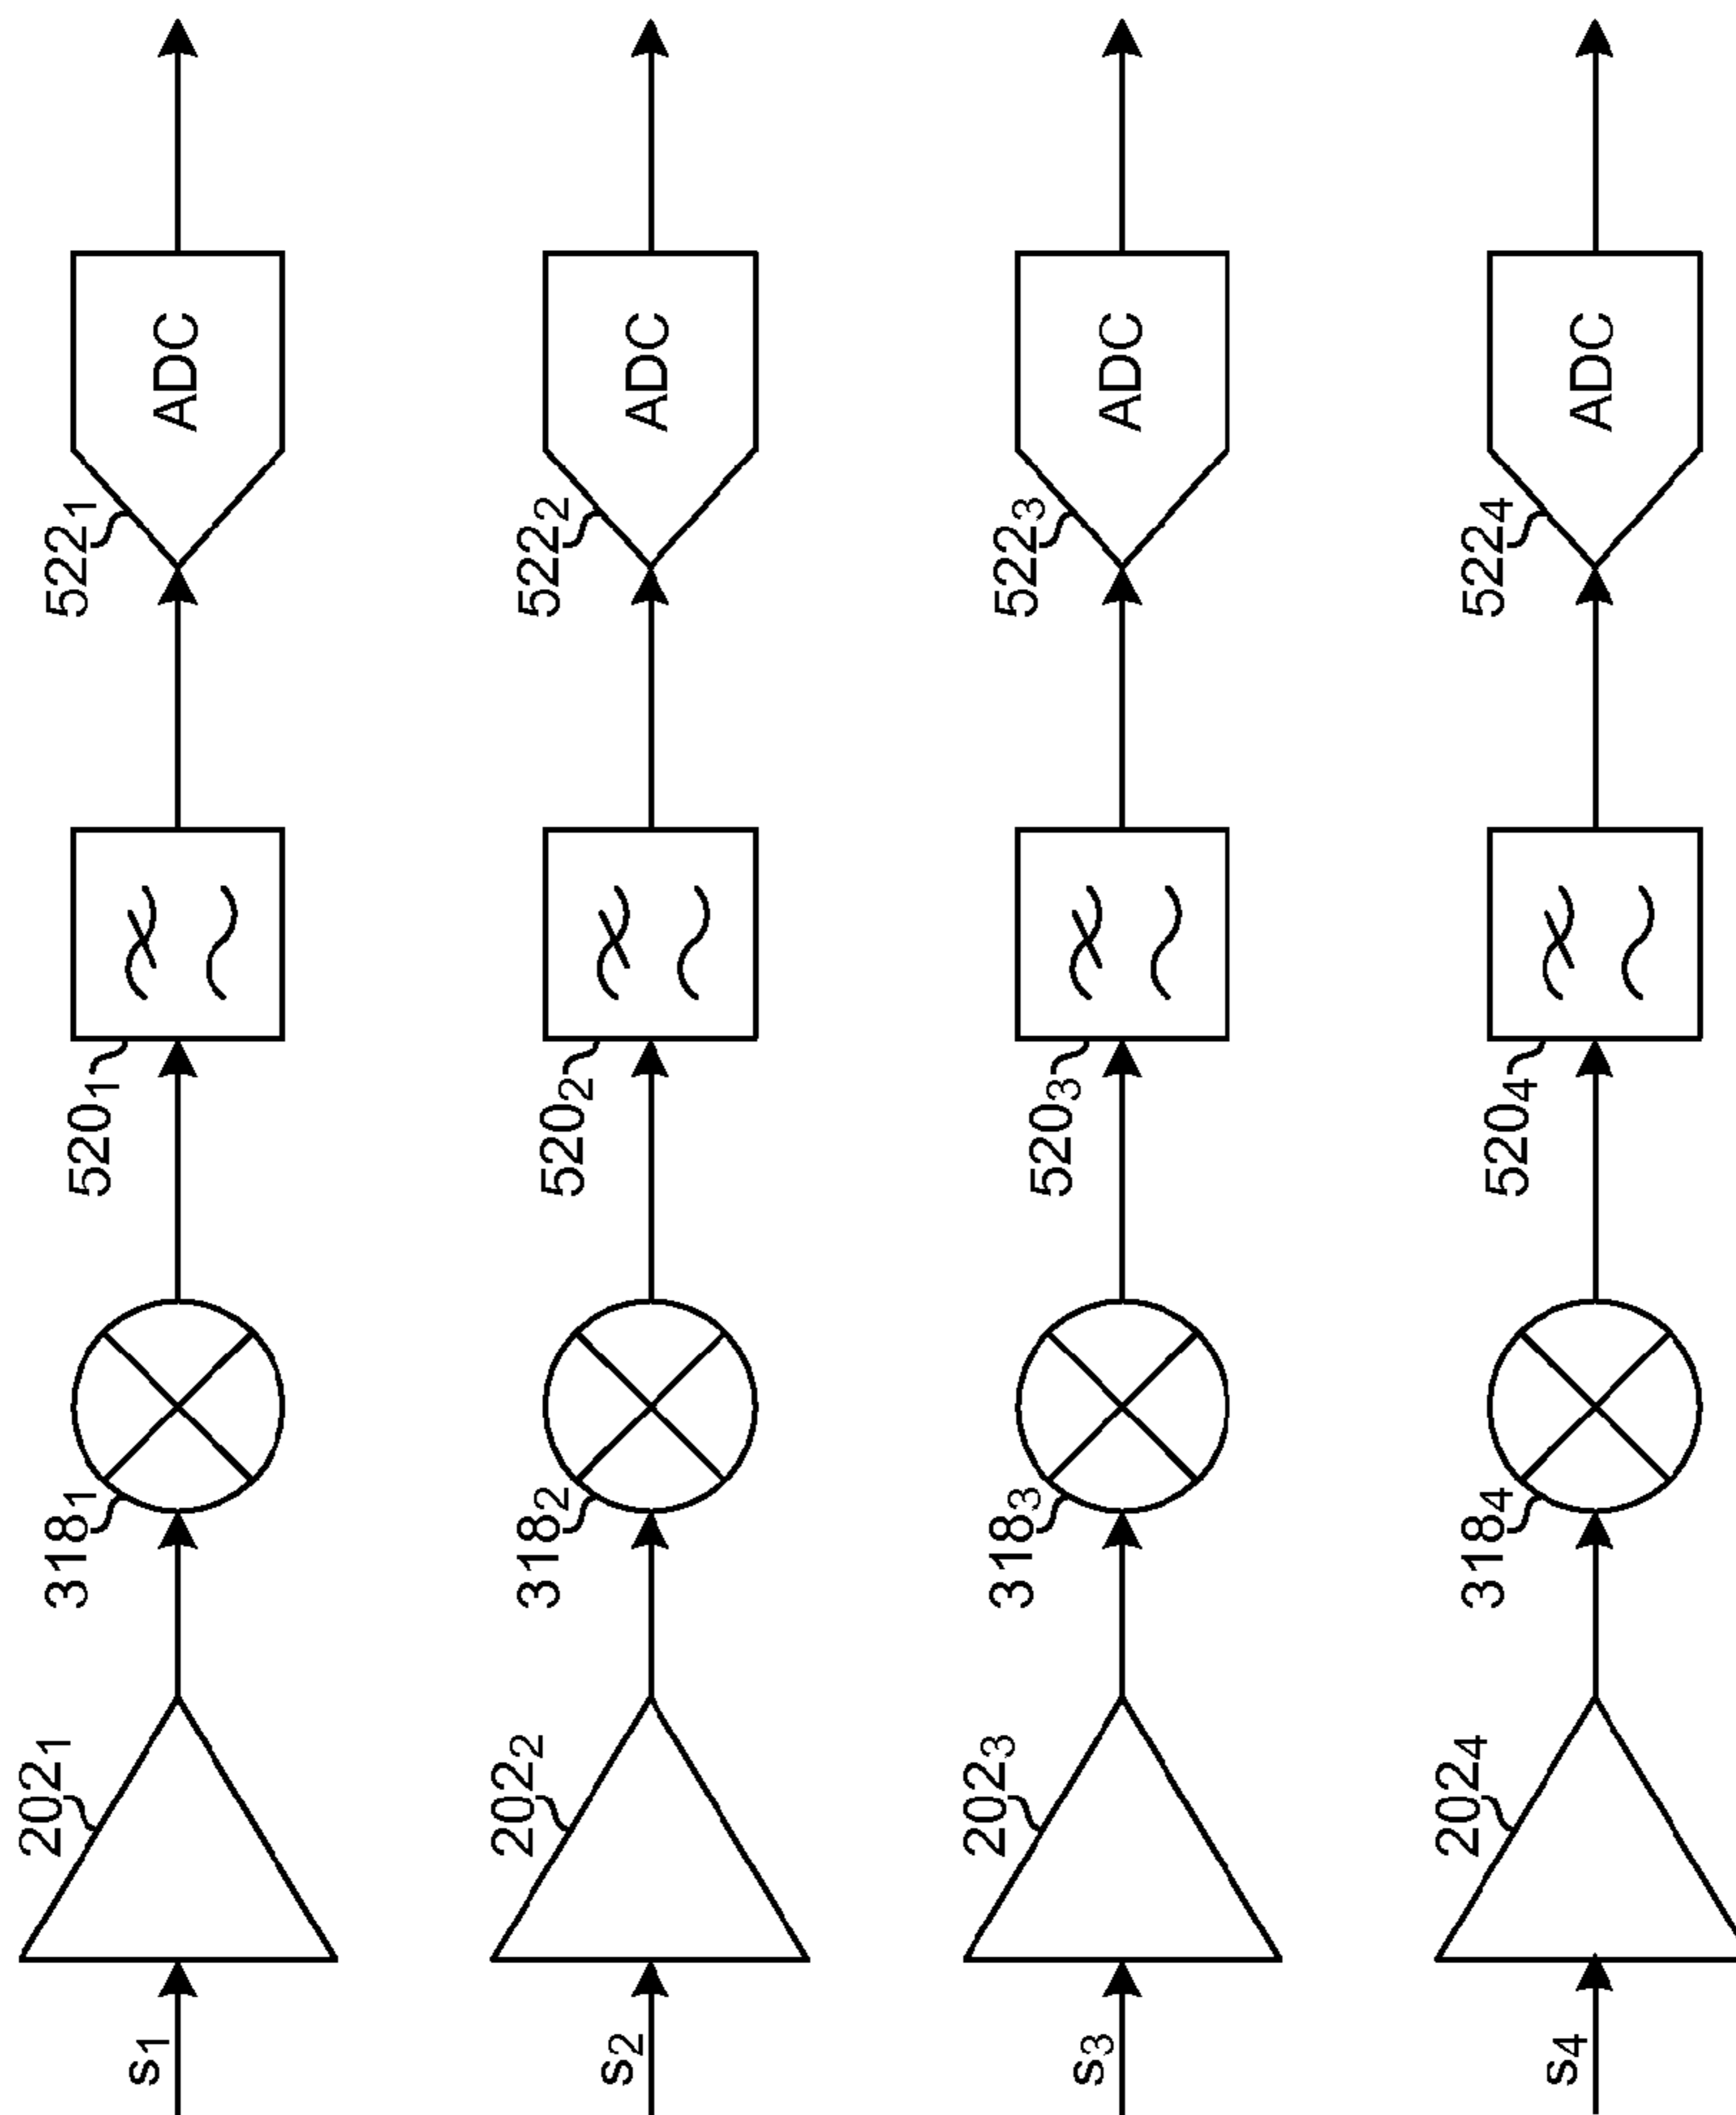 s₁
202₁
318₁
520₁
522₁
ADC
s₂
202₂
318₂
520₂
522₂
ADC
s₃
202₃
318₃
520₃
522₃
ADC
s₄
202₄
318₄
520₄
522₄
ADC